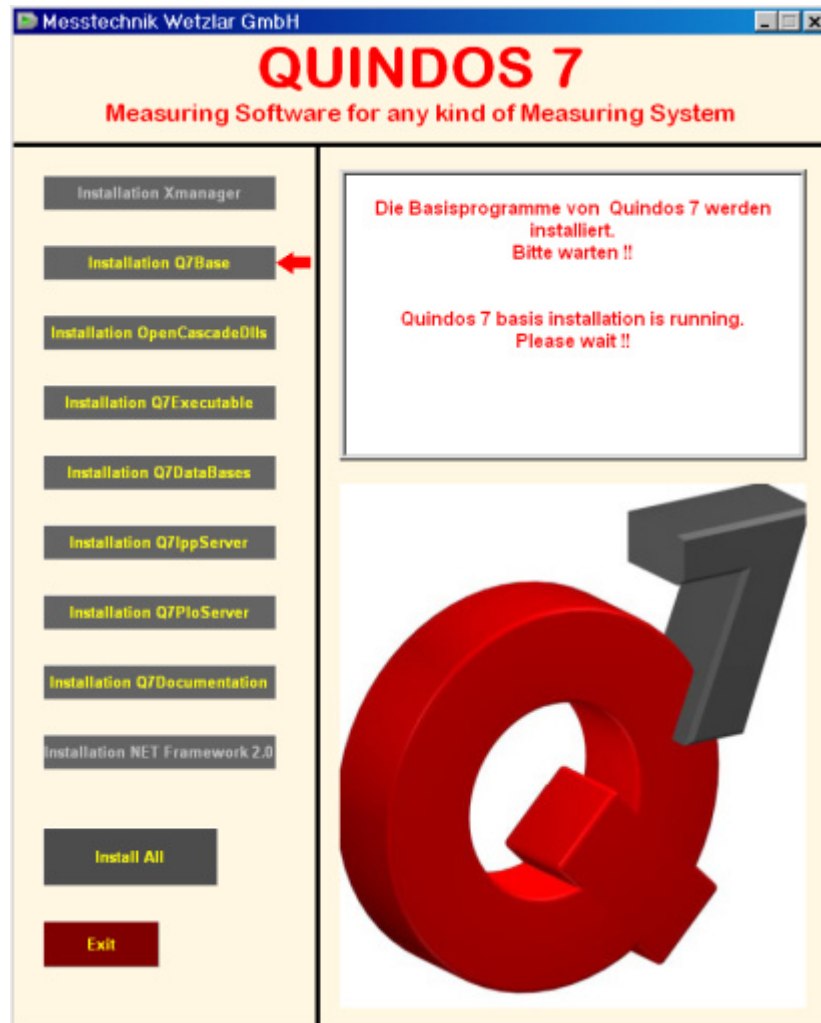 Messtechnik Wetzlar GmbH
QUINDOS 7
Measuring Software for any kind of Measuring System
Installation Xmanager
Installation Q7Base
Installation OpenCascadeDlls
Installation Q7Executable
Installation Q7DataBases
Installation Q7IppServer
Installation Q7PloServer
Installation Q7Documentation
Installation NET Framework 2.0
Install All
Exit
Die Basisprogramme von Quindos 7 werden
installiert.
Bitte warten !!
Quindos 7 basis installation is running.
Please wait !!
Q7